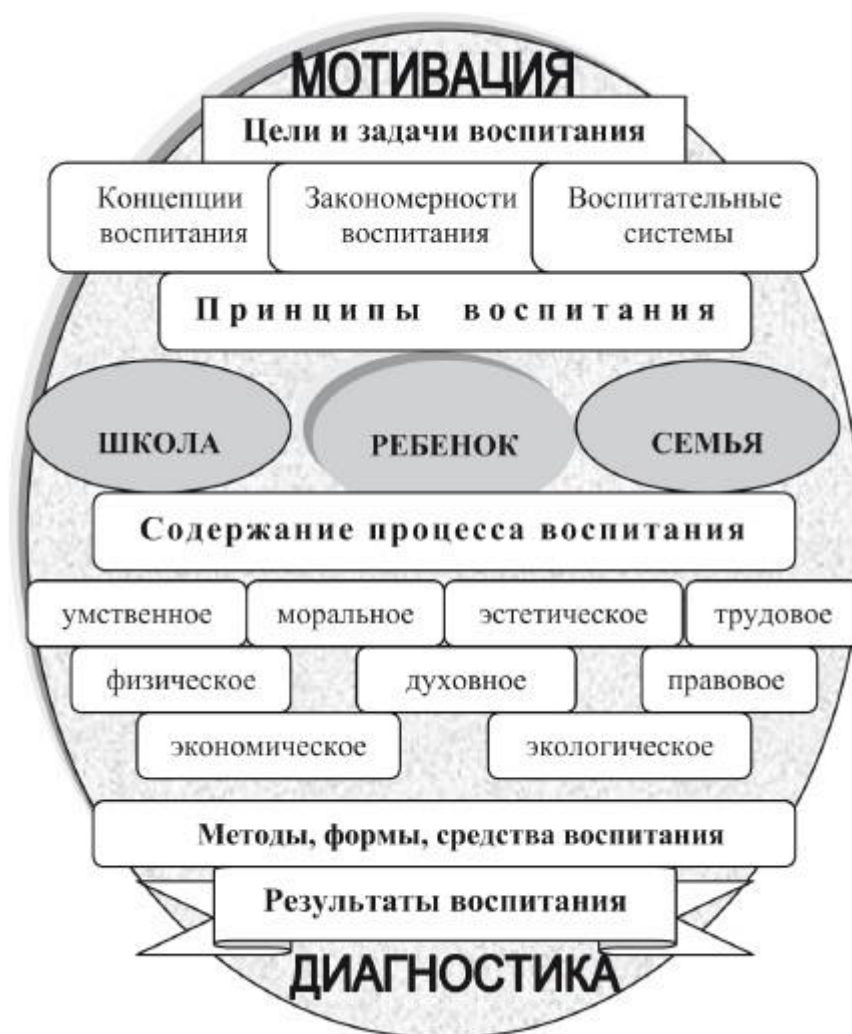 МОТИВАЦИЯ
Цели и задачи воспитания
Концепции
воспитания
Закономерности
воспитания
Воспитательные
системы
Принципы воспитания
ШКОЛА
РЕБЕНОК
СЕМЬЯ
Содержание процесса воспитания
умственное
моральное
эстетическое
трудовое
физическое
духовное
правовое
экономическое
экологическое
Методы, формы, средства воспитания
Результаты воспитания
ДИАГНОСТИКА